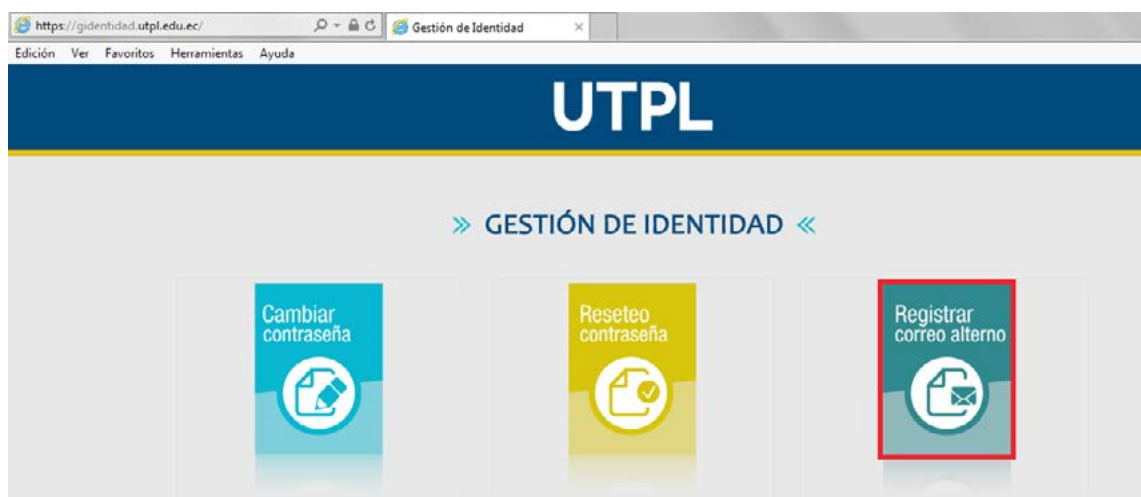 https://gidentidad.utpl.edu.ec/
Gestión de Identidad
Edición Ver Favoritos Herramientas Ayuda
UTPL
» GESTIÓN DE IDENTIDAD «
Cambiar
contraseña
Reseteo
contraseña
Registrar
correo alterno